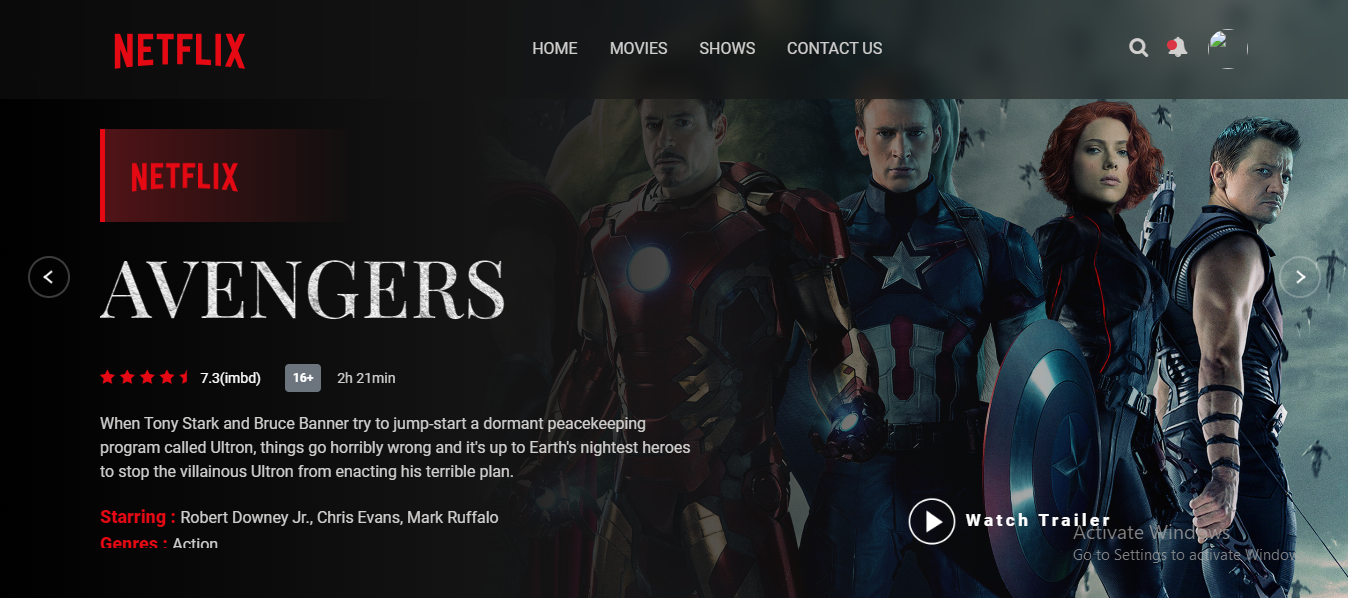 NETFLIX
HOME MOVIES SHOWS CONTACT US
NETFLIX
AVENGERS
7.3(imbd) 16+ 2h 21min
When Tony Stark and Bruce Banner try to jump-start a dormant peacekeeping
program called Ultron, things go horribly wrong and it's up to Earth's nightest heroes
to stop the villainous Ultron from enacting his terrible plan.
Starring : Robert Downey Jr., Chris Evans, Mark Ruffalo
Genres : Action
Watch Trailer
Activate Windows
Go to Settings to activate Windows